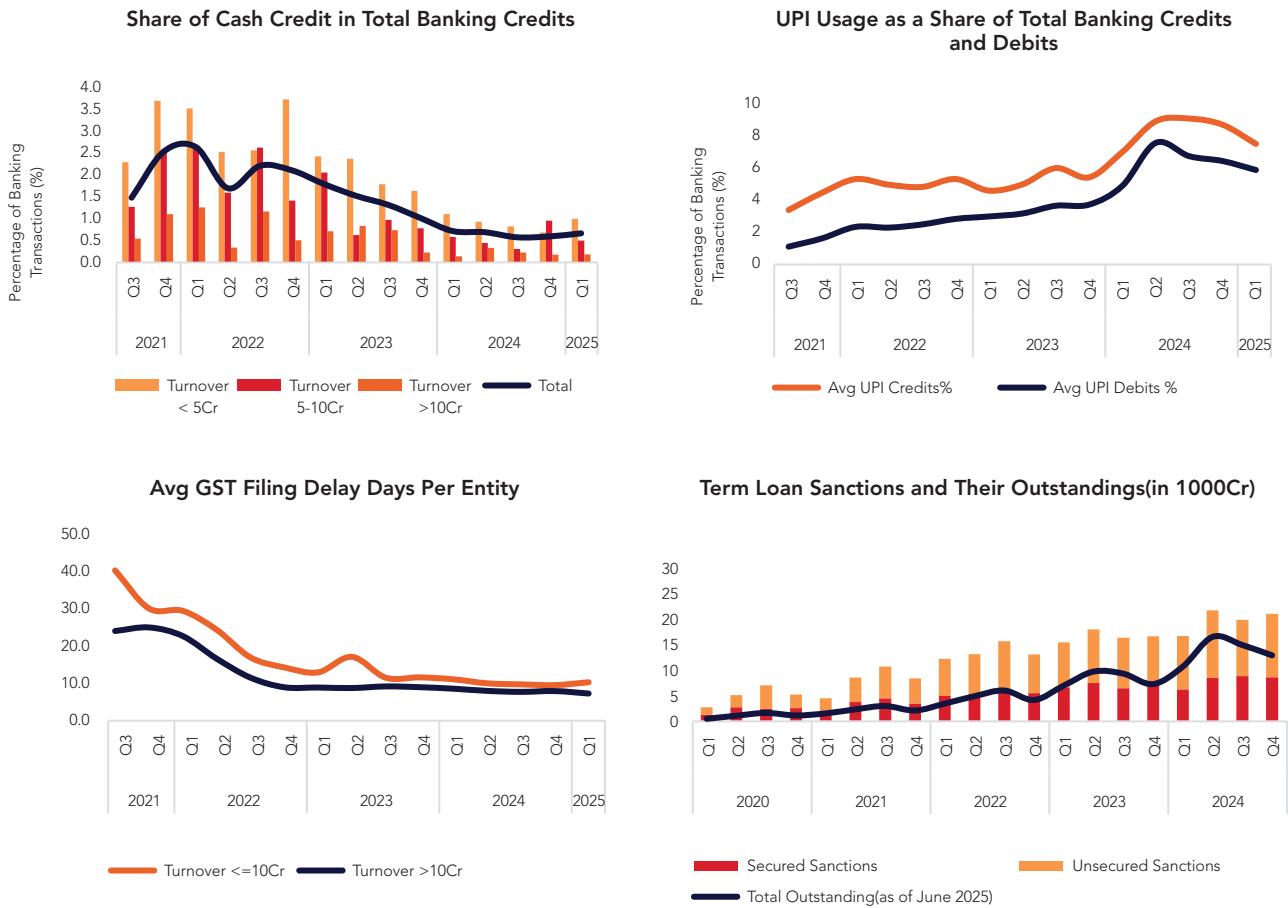 Share of Cash Credit in Total Banking Credits
Percentage of Banking
Transactions (%)
4.0
3.5
3.0
2.5
2.0
1.5
1.0
0.5
0.0
Q3 Q4 Q1 Q2 Q3 Q4 Q1 Q2 Q3 Q4 Q1 Q2 Q3 Q4 Q1
2021 2022 2023 2024 2025
Turnover Turnover Turnover Total
< 5Cr 5-10Cr >10Cr
UPI Usage as a Share of Total Banking Credits
and Debits
Percentage of Banking
Transactions (%)
10
8
6
4
2
0
Q3 Q4 Q1 Q2 Q3 Q4 Q1 Q2 Q3 Q4 Q1 Q2 Q3 Q4 Q1
2021 2022 2023 2024 2025
Avg UPI Credits% Avg UPI Debits %
Avg GST Filing Delay Days Per Entity
50.0
40.0
30.0
20.0
10.0
0.0
Q3 Q4 Q1 Q2 Q3 Q4 Q1 Q2 Q3 Q4 Q1 Q2 Q3 Q4 Q1
2021 2022 2023 2024 2025
Turnover <=10Cr Turnover >10Cr
Term Loan Sanctions and Their Outstandings(in 1000Cr)
30
25
20
15
10
5
0
Q1 Q2 Q3 Q4 Q1 Q2 Q3 Q4 Q1 Q2 Q3 Q4 Q1 Q2 Q3 Q4 Q1 Q2 Q3 Q4
2020 2021 2022 2023 2024
Secured Sanctions Unsecured Sanctions
Total Outstanding(as of June 2025)